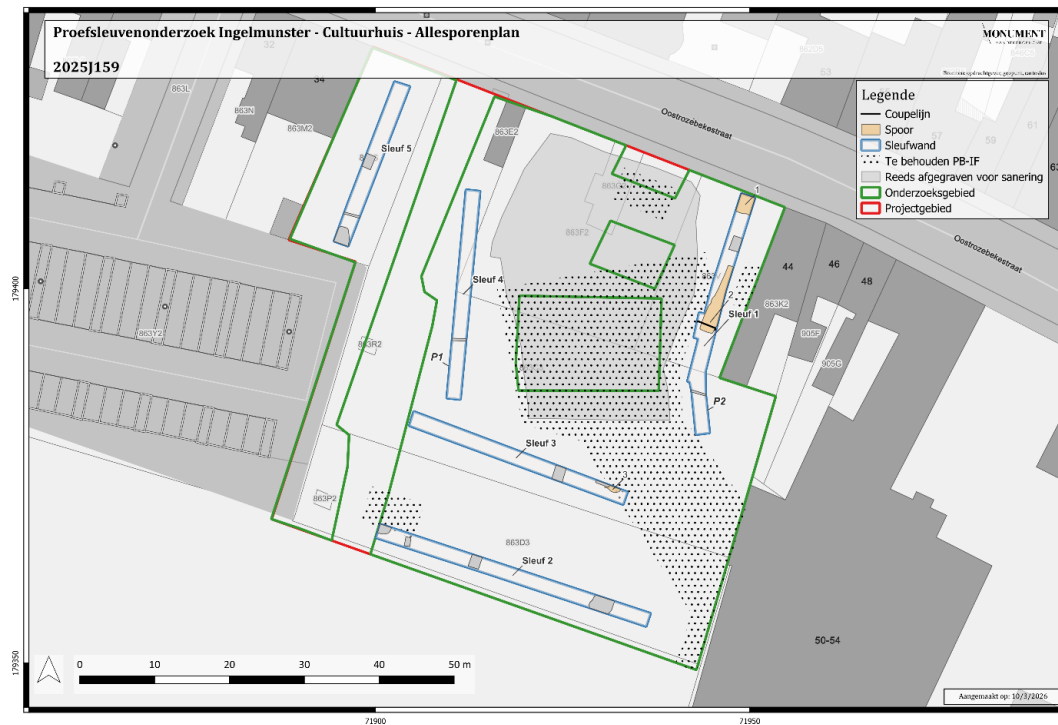 Proefsleuvenonderzoek Ingelmunster - Cultuurhuis - Allesporenplan
2025J159
MONUMENT
Legende
Coupelijn
Spoor
Sleufwand
Te behouden PB-IF
Reeds afgegraven voor sanering
Onderzoeksgebied
Projectgebied
32
34
53
57
59
61
63
863L
863N
863M2
863E2
Oostrozebekestraat
Oostrozebekestraat
Sleuf 5
1
863F2
179400
Sleuf 4
44
46
48
863K2
2
Sleuf 1
905F
905G
863Y2
863R2
P1
P2
Sleuf 3
3
863P2
863D3
Sleuf 2
50-54
179350
0
10
20
30
40
50 m
Aangemaakt op: 10/3/2026
71900
71950